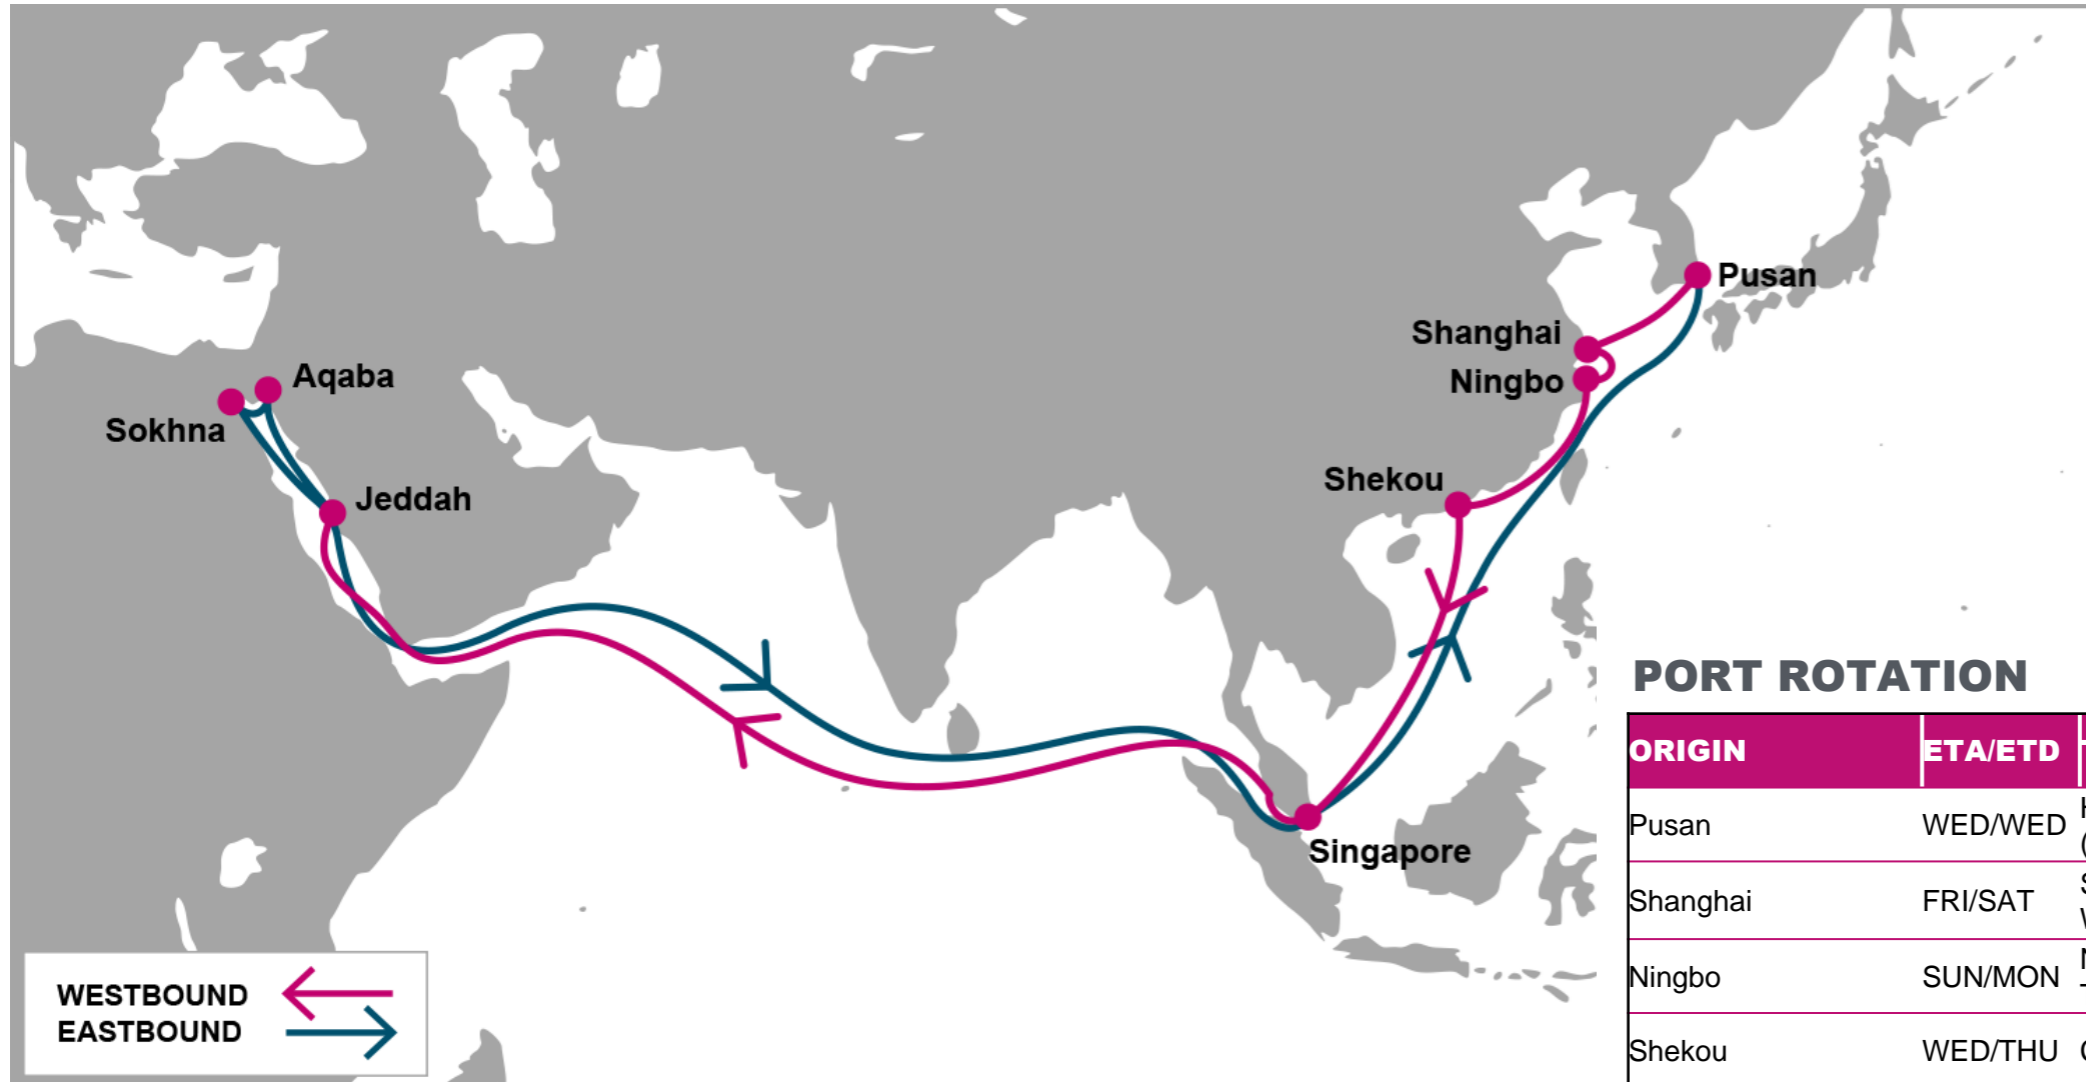 Pusan
Shanghai
Ningbo
Aqaba
Sokhna
Shekou
Jeddah
Singapore
WESTBOUND
EASTBOUND
PORT ROTATION
ORIGIN ETA/ETD
Pusan WED/WED
Shanghai FRI/SAT
Ningbo SUN/MON
Shekou WED/THU